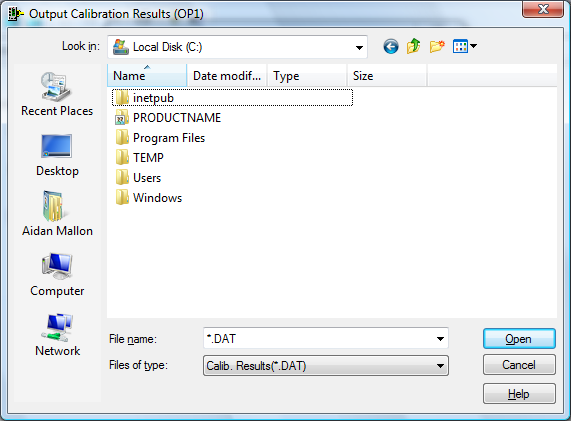 Output Calibration Results (OP1)
Look in: Local Disk (C:)
Name Date modif... Type Size
Recent Places
Desktop
Aidan Mallon
Computer
Network
inetpub
PRODUCTNAME
Program Files
TEMP
Users
Windows
File name: *.DAT Open
Files of type: Calib. Results(*.DAT) Cancel
Help